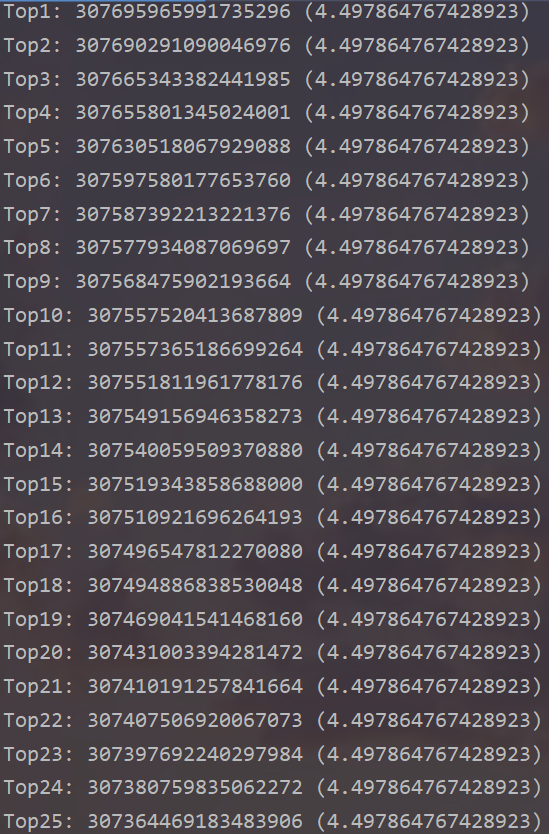 Top1: 307695965991735296 (4.497864767428923)
Top2: 307690291090046976 (4.497864767428923)
Top3: 307665343382441985 (4.497864767428923)
Top4: 307655801345024001 (4.497864767428923)
Top5: 307630518067929088 (4.497864767428923)
Top6: 307597580177653760 (4.497864767428923)
Top7: 307587392213221376 (4.497864767428923)
Top8: 307577934087069697 (4.497864767428923)
Top9: 307568475902193664 (4.497864767428923)
Top10: 307557520413687809 (4.497864767428923)
Top11: 307557365186699264 (4.497864767428923)
Top12: 307551811961778176 (4.497864767428923)
Top13: 307549156946358273 (4.497864767428923)
Top14: 307540059509370880 (4.497864767428923)
Top15: 307519343858688000 (4.497864767428923)
Top16: 307510921696264193 (4.497864767428923)
Top17: 307496547812270080 (4.497864767428923)
Top18: 307494886838530048 (4.497864767428923)
Top19: 307469041541468160 (4.497864767428923)
Top20: 307431003394281472 (4.497864767428923)
Top21: 307410191257841664 (4.497864767428923)
Top22: 307407506920067073 (4.497864767428923)
Top23: 307397692240297984 (4.497864767428923)
Top24: 307380759835062272 (4.497864767428923)
Top25: 307364469183483906 (4.497864767428923)